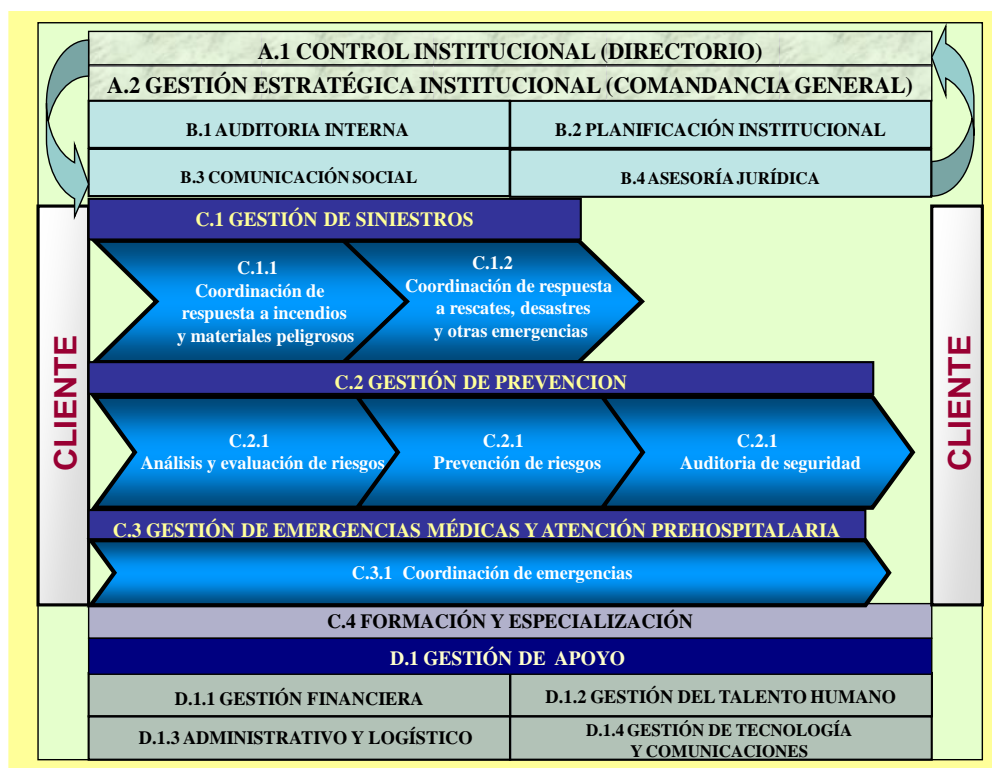 A.1 CONTROL INSTITUCIONAL (DIRECTORIO)
A.2 GESTIÓN ESTRATÉGICA INSTITUCIONAL (COMANDANCIA GENERAL)
B.1 AUDITORIA INTERNA
B.2 PLANIFICACIÓN INSTITUCIONAL
B.3 COMUNICACIÓN SOCIAL
B.4 ASESORÍA JURÍDICA
CLIENTE
C.1 GESTIÓN DE SINIESTROS
C.1.1
Coordinación de
respuesta a incendios
y materiales peligrosos
C.1.2
Coordinación de respuesta
a rescates, desastres
y otras emergencias
C.2 GESTIÓN DE PREVENCION
C.2.1
Análisis y evaluación de riesgos
C.2.1
Prevención de riesgos
C.2.1
Auditoria de seguridad
C.3 GESTIÓN DE EMERGENCIAS MÉDICAS Y ATENCIÓN PREHOSPITALARIA
C.3.1 Coordinación de emergencias
CLIENTE
C.4 FORMACIÓN Y ESPECIALIZACIÓN
D.1 GESTIÓN DE APOYO
D.1.1 GESTIÓN FINANCIERA
D.1.2 GESTIÓN DEL TALENTO HUMANO
D.1.3 ADMINISTRATIVO Y LOGÍSTICO
D.1.4 GESTIÓN DE TECNOLOGÍA
Y COMUNICACIONES